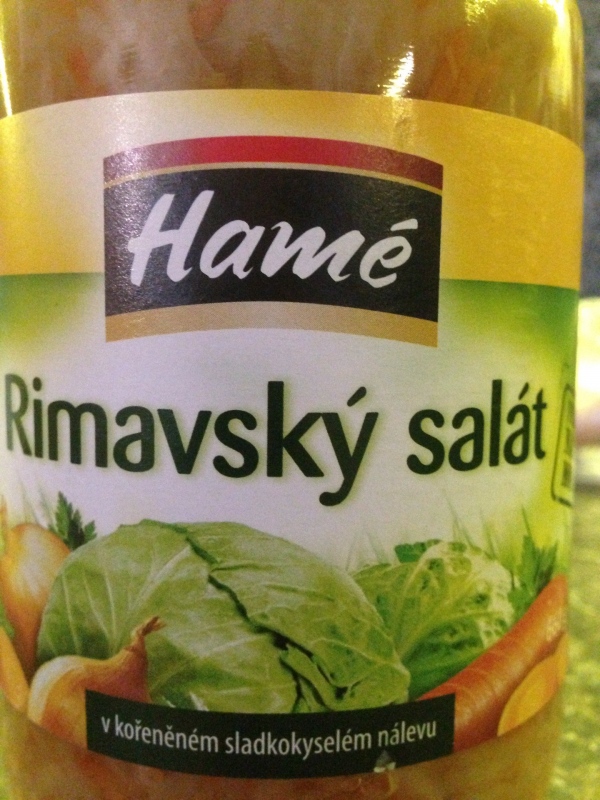 Hamé
Rimavský salát
v kořeněném sladkokyselém nálevu